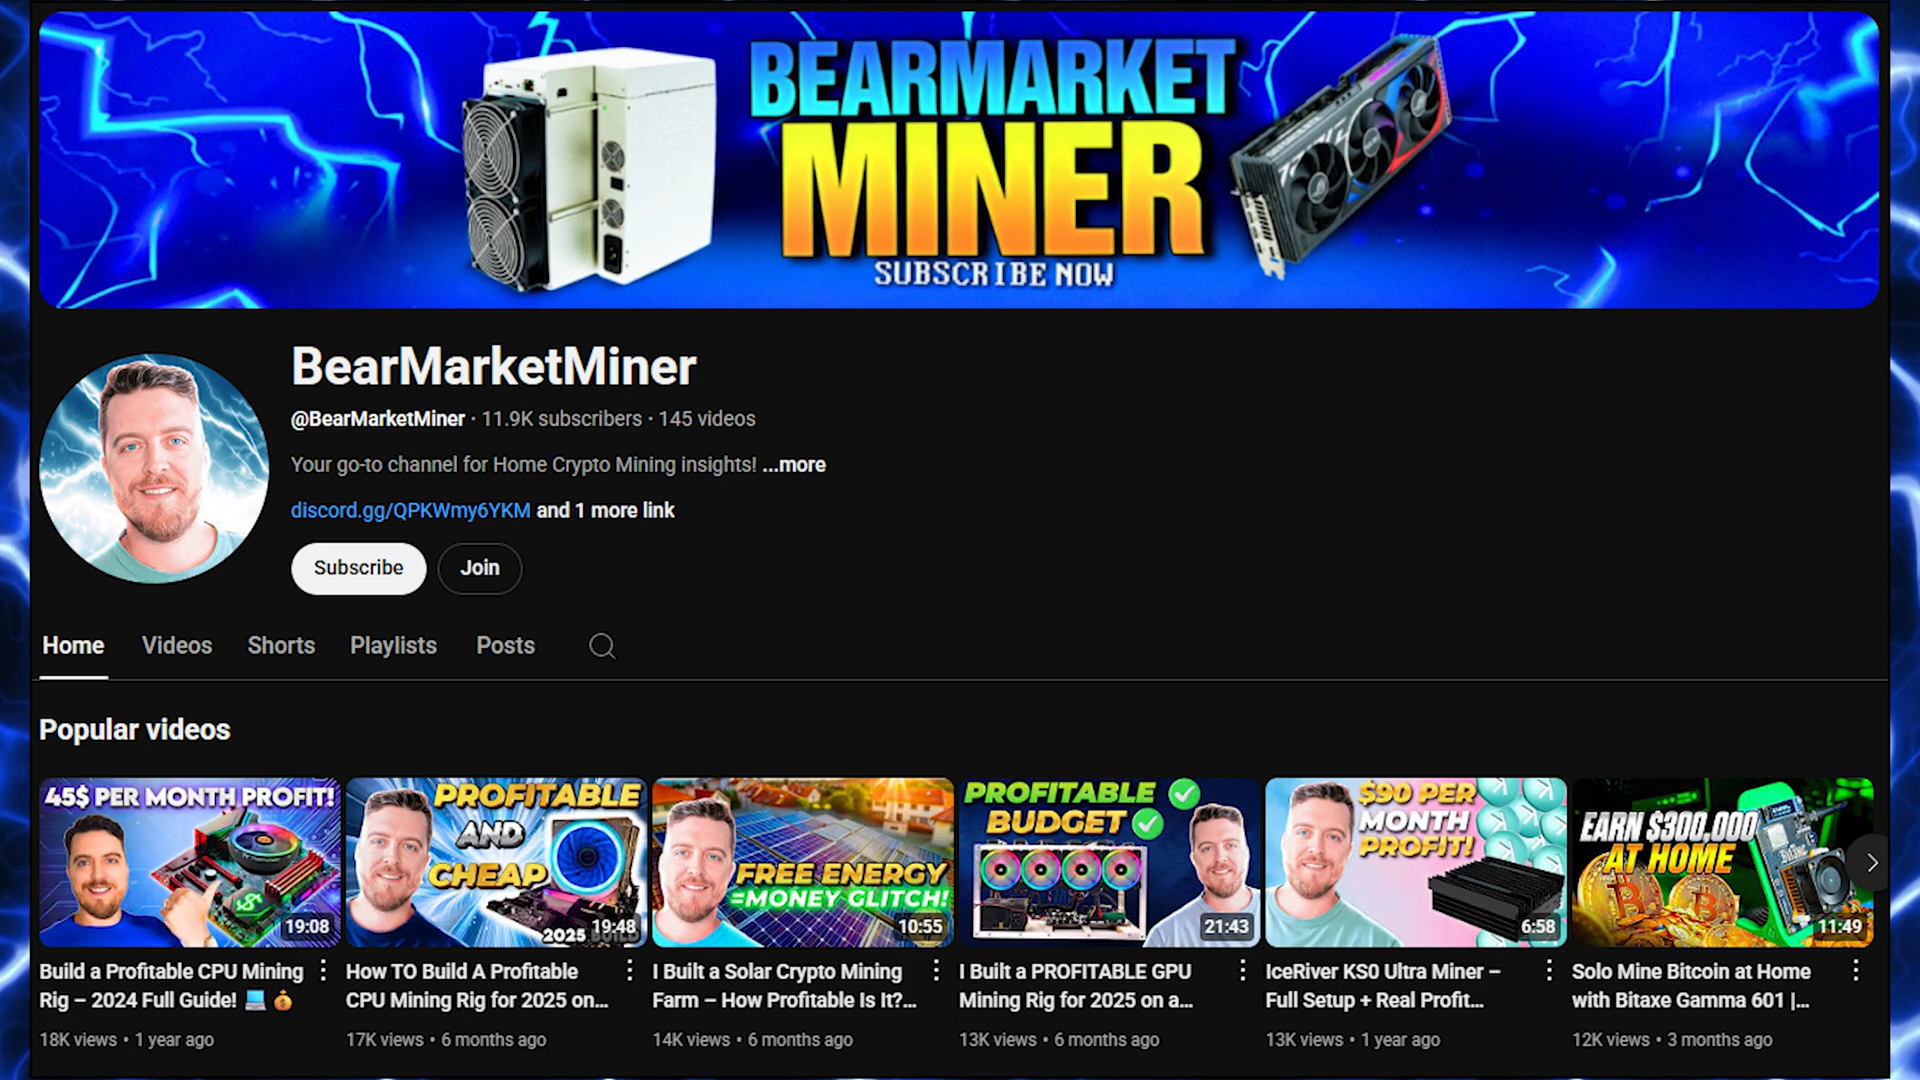 BEARMARKET
MINER
SUBSCRIBE NOW
BearMarketMiner
@BearMarketMiner · 11.9K subscribers · 145 videos
Your go-to channel for Home Crypto Mining insights! ...more
discord.gg/QPKWmy6YKM and 1 more link
Subscribe Join
Home Videos Shorts Playlists Posts
Popular videos
45$ PER MONTH PROFIT!
19:08
PROFITABLE
AND
CHEAP
2025 BUILD
19:48
FREE ENERGY
=MONEY GLITCH!
10:55
PROFITABLE
BUDGET
21:43
$90 PER
MONTH
PROFIT!
6:58
EARN $300,000
AT HOME
11:49
Build a Profitable CPU Mining
Rig – 2024 Full Guide! 💻 💰
18K views • 1 year ago
How TO Build A Profitable
CPU Mining Rig for 2025 on...
17K views • 6 months ago
I Built a Solar Crypto Mining
Farm – How Profitable Is It?...
14K views • 6 months ago
I Built a PROFITABLE GPU
Mining Rig for 2025 on a...
13K views • 6 months ago
IceRiver KS0 Ultra Miner –
Full Setup + Real Profit...
13K views • 1 year ago
Solo Mine Bitcoin at Home
with Bitaxe Gamma 601 |...
12K views • 3 months ago